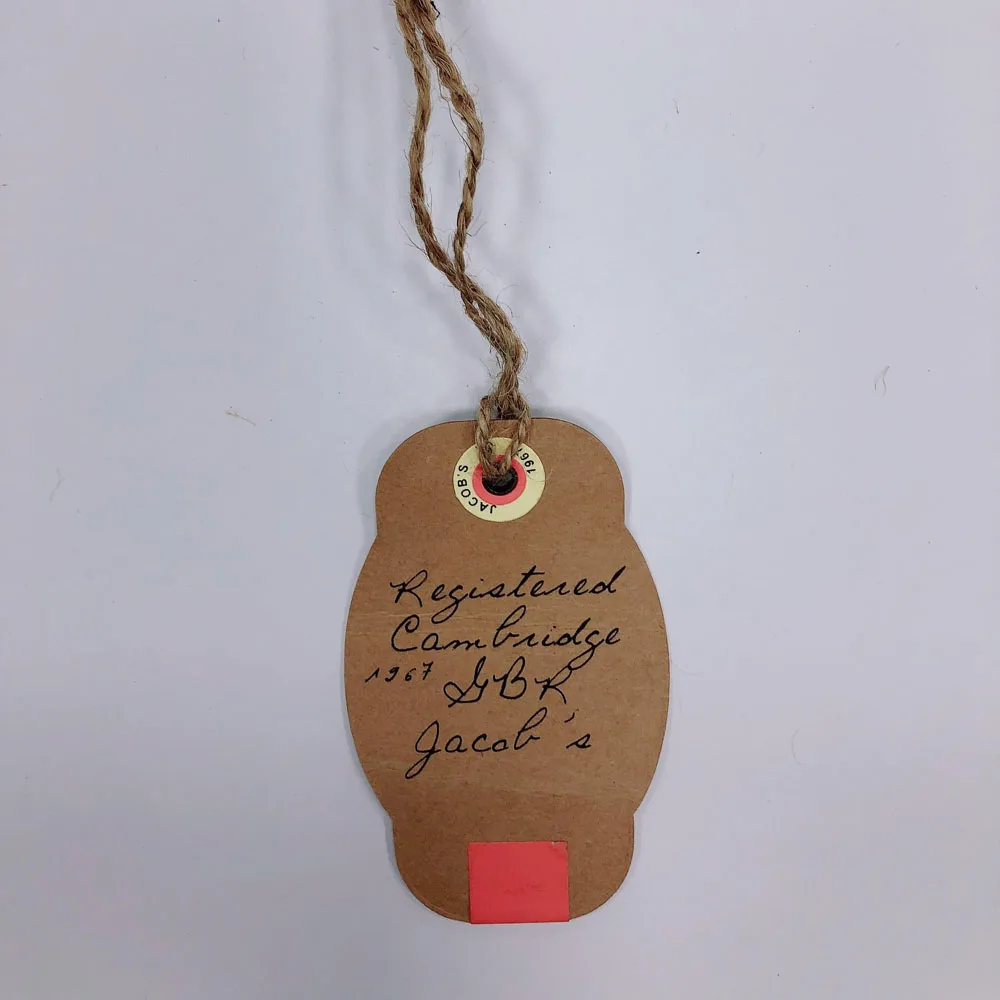 JACOB.S 1967
Registered
Cambridge
1967 GBR
Jacob's